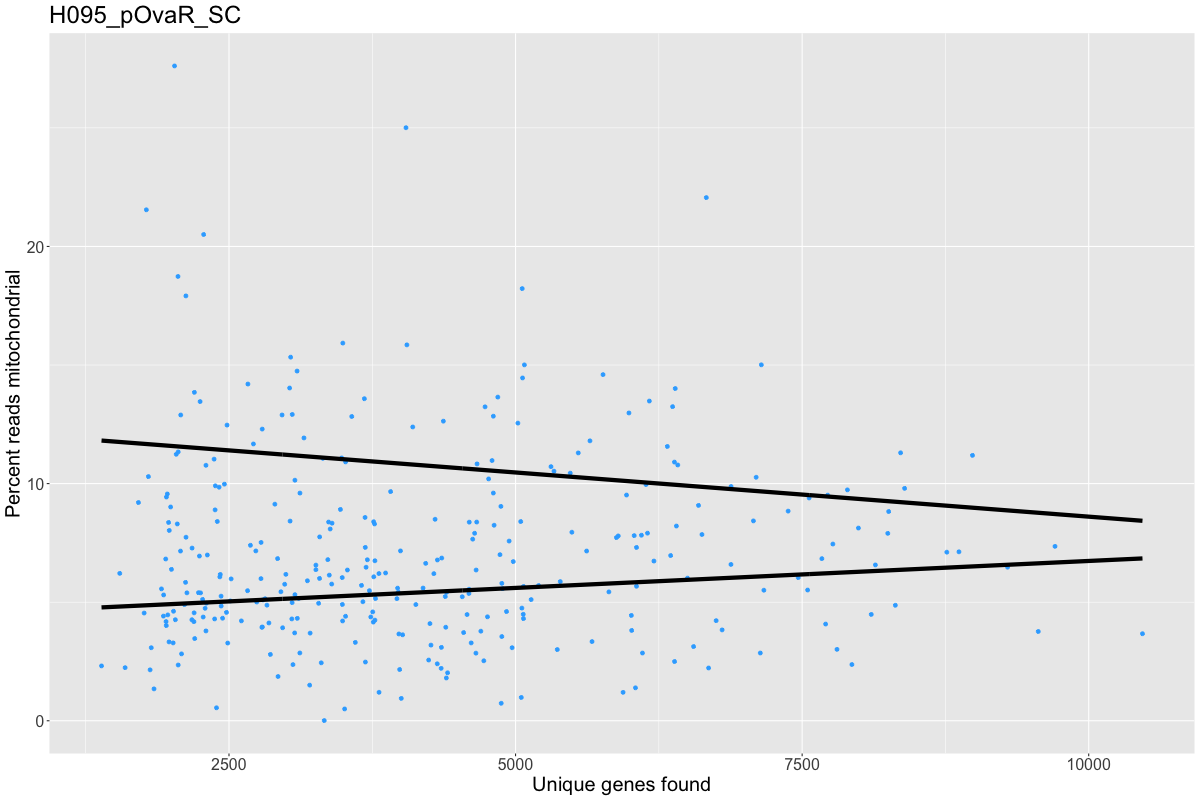 H095_pOvaR_SC
Percent reads mitochondrial
20
10
0
2500 5000 7500 10000
Unique genes found